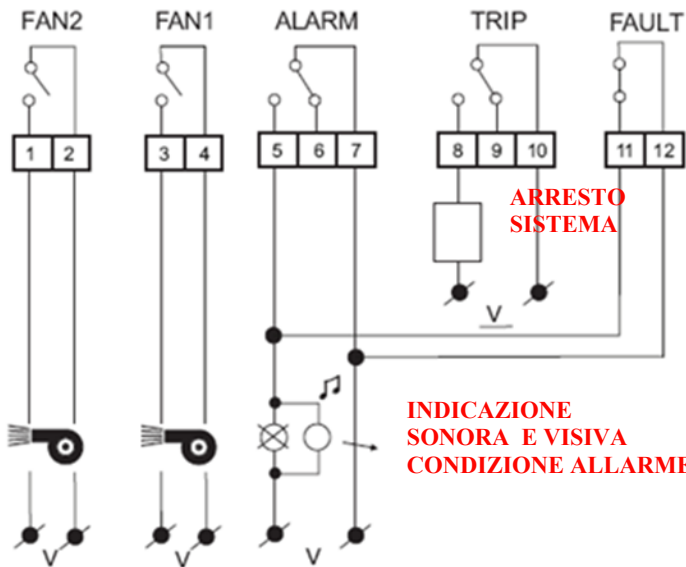 FAN2 FAN1 ALARM TRIP FAULT
1 2 3 4 5 6 7 8 9 10 11 12
ARRESTO
SISTEMA
V
INDICAZIONE
SONORA E VISIVA
CONDIZIONE ALLARME
V V V